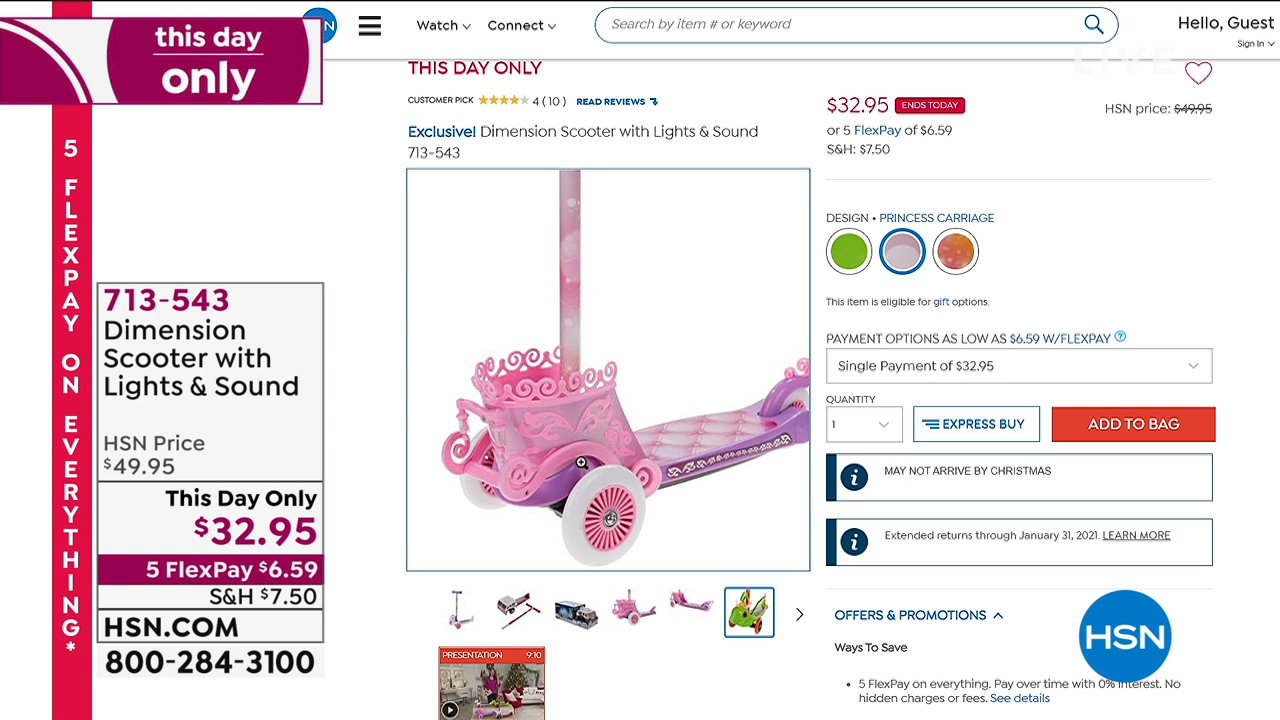 this day
only
5 FLEXPAY ON EVERYTHING*
713-543
Dimension
Scooter with
Lights & Sound
HSN Price
$49.95
This Day Only
$32.95
5 FlexPay $6.59
S&H $7.50
HSN.COM
800-284-3100
SN
Watch
Connect
Search by item # or keyword
Hello, Guest
Sign In
LIVE
THIS DAY ONLY
CUSTOMER PICK 4 ( 10 ) READ REVIEWS
Exclusive! Dimension Scooter with Lights & Sound
713-543
PRESENTATION 9:10
$32.95 ENDS TODAY HSN price: $49.95
or 5 FlexPay of $6.59
S&H: $7.50
DESIGN • PRINCESS CARRIAGE
This item is eligible for gift options.
PAYMENT OPTIONS AS LOW AS $6.59 W/FLEXPAY ?
Single Payment of $32.95
QUANTITY
1
EXPRESS BUY
ADD TO BAG
i MAY NOT ARRIVE BY CHRISTMAS
i Extended returns through January 31, 2021. LEARN MORE
OFFERS & PROMOTIONS
Ways To Save
• 5 FlexPay on everything. Pay over time with 0% interest. No
hidden charges or fees. See details
HSN